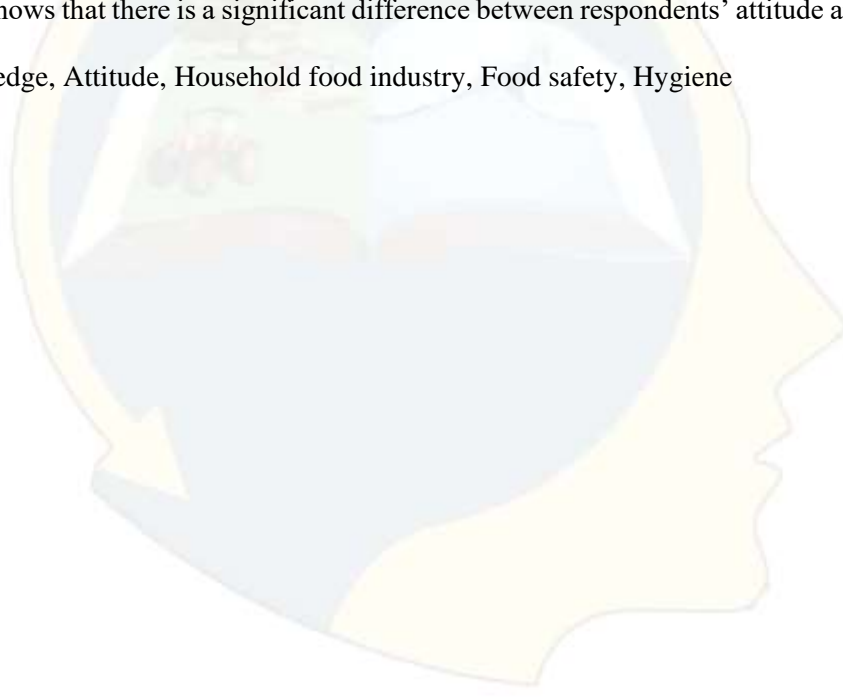 hows that there is a significant difference between respondents’ attitude a
edge, Attitude, Household food industry, Food safety, Hygiene